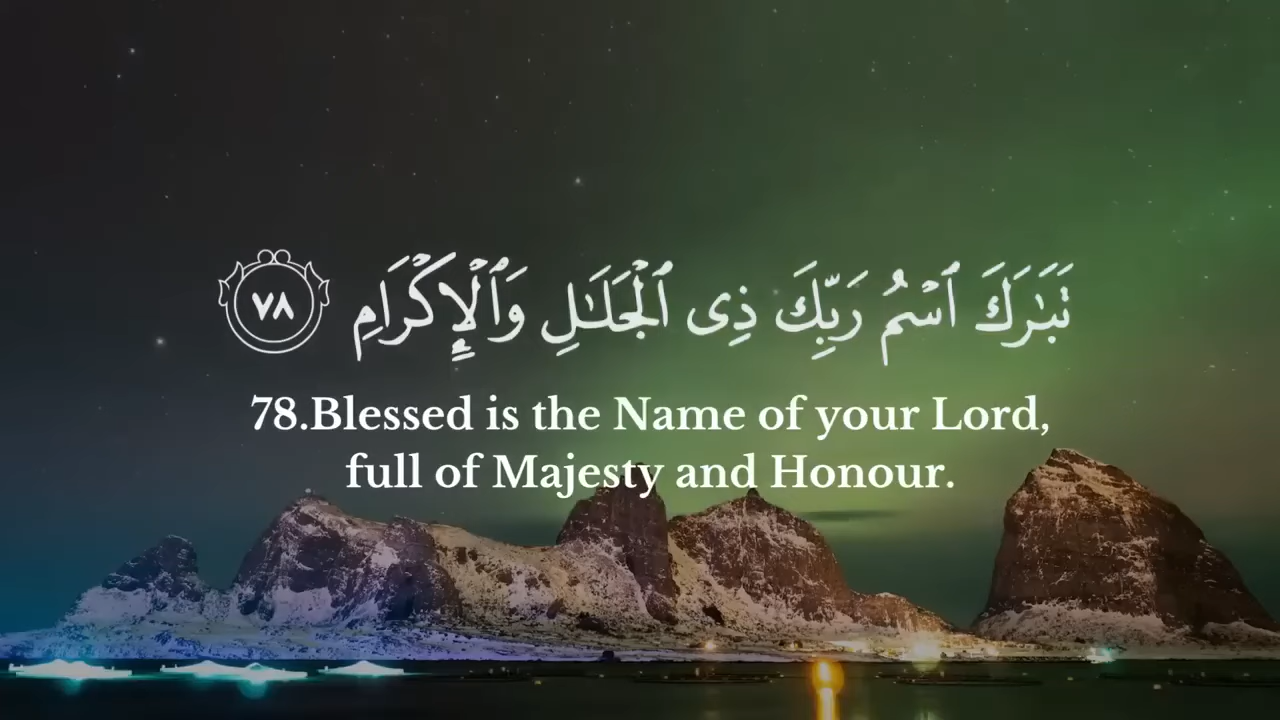 تَبَٰرَكَ ٱسْمُ رَبِّكَ ذِى ٱلْجَلَٰلِ وَٱلْإِكْرَامِ ٧٨
78.Blessed is the Name of your Lord,
full of Majesty and Honour.